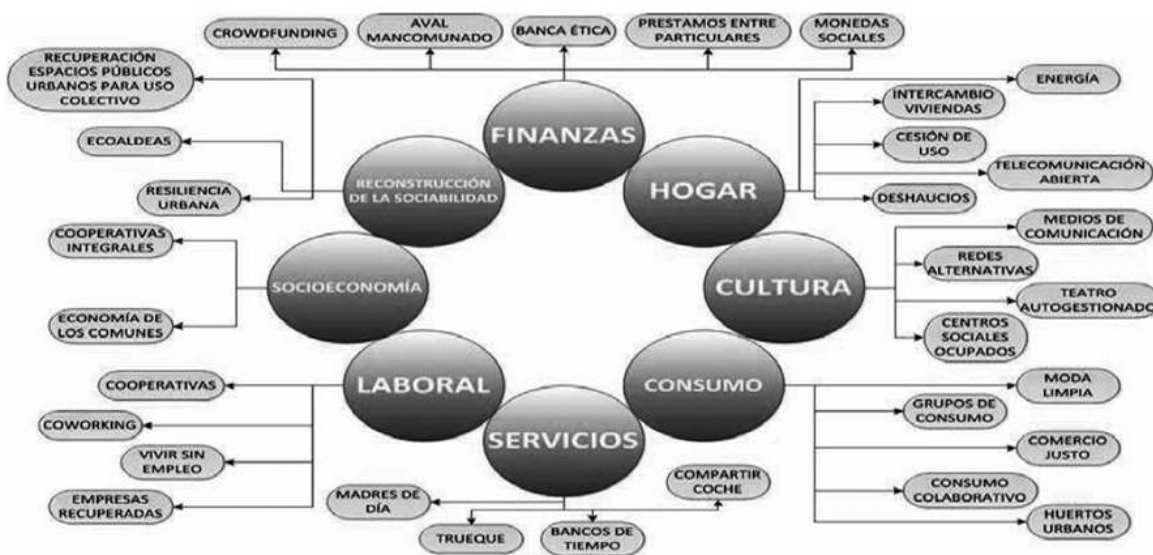 CROWDFUNDING
AVAL
MANCOMUNADO
BANCA ÉTICA
PRESTAMOS ENTRE
PARTICULARES
MONEDAS
SOCIALES
RECUPERACIÓN
ESPACIOS PÚBLICOS
URBANOS PARA USO
COLECTIVO
ECOALDEAS
RESILIENCIA
URBANA
FINANZAS
RECONSTRUCCIÓN
DE LA SOCIABILIDAD
HOGAR
ENERGÍA
INTERCAMBIO
VIVIENDAS
CESIÓN DE
USO
TELECOMUNICACIÓN
ABIERTA
DESHAUCIOS
COOPERATIVAS
INTEGRALES
ECONOMÍA DE
LOS COMUNES
SOCIOECONOMÍA
CULTURA
MEDIOS DE
COMUNICACIÓN
REDES
ALTERNATIVAS
TEATRO
AUTOGESTIONADO
CENTROS
SOCIALES
OCUPADOS
LABORAL
COOPERATIVAS
COWORKING
VIVIR SIN
EMPLEO
EMPRESAS
RECUPERADAS
SERVICIOS
MADRES DE
DÍA
TRUEQUE
BANCOS DE
TIEMPO
COMPARTIR
COCHE
CONSUMO
MODA
LIMPIA
GRUPOS DE
CONSUMO
COMERCIO
JUSTO
CONSUMO
COLABORATIVO
HUERTOS
URBANOS